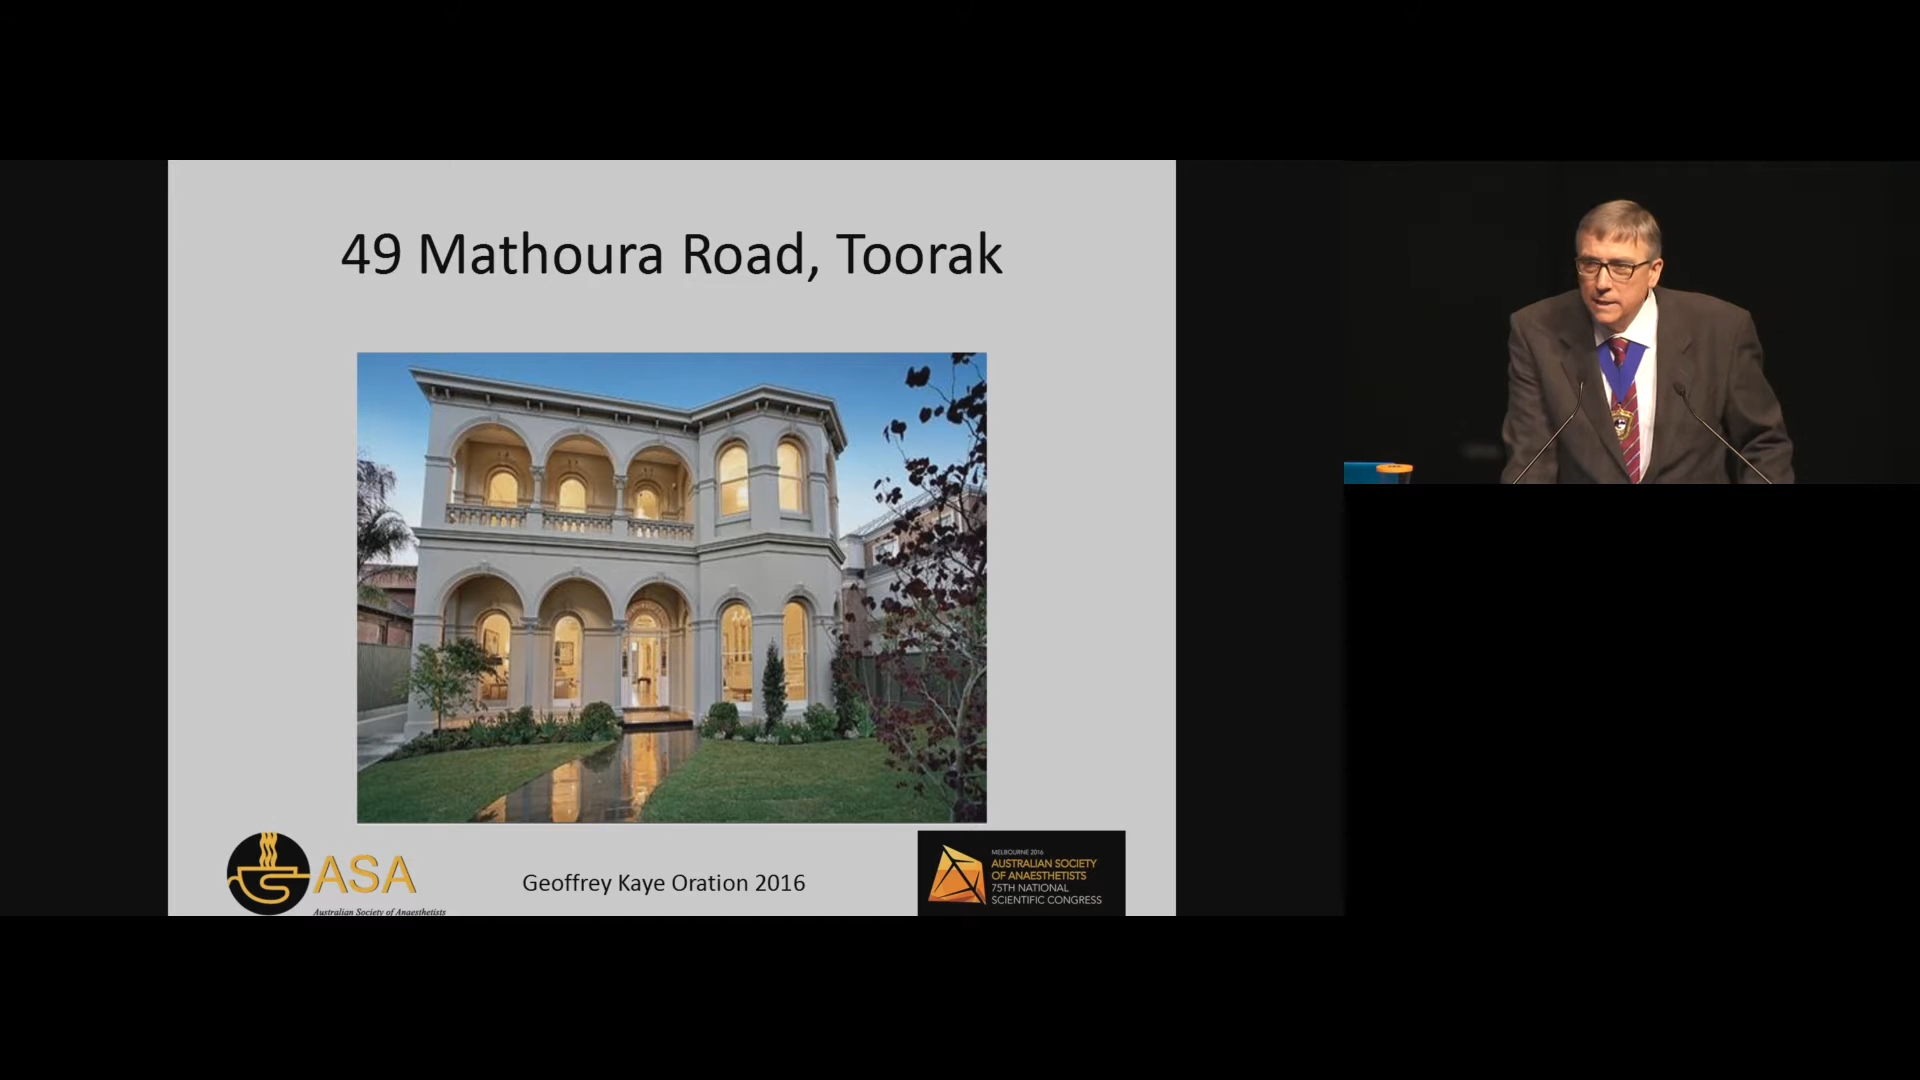 49 Mathoura Road, Toorak
ASA
Australian Society of Anaesthetists
Geoffrey Kaye Oration 2016
MELBOURNE 2016
AUSTRALIAN SOCIETY
OF ANAESTHETISTS
75TH NATIONAL
SCIENTIFIC CONGRESS